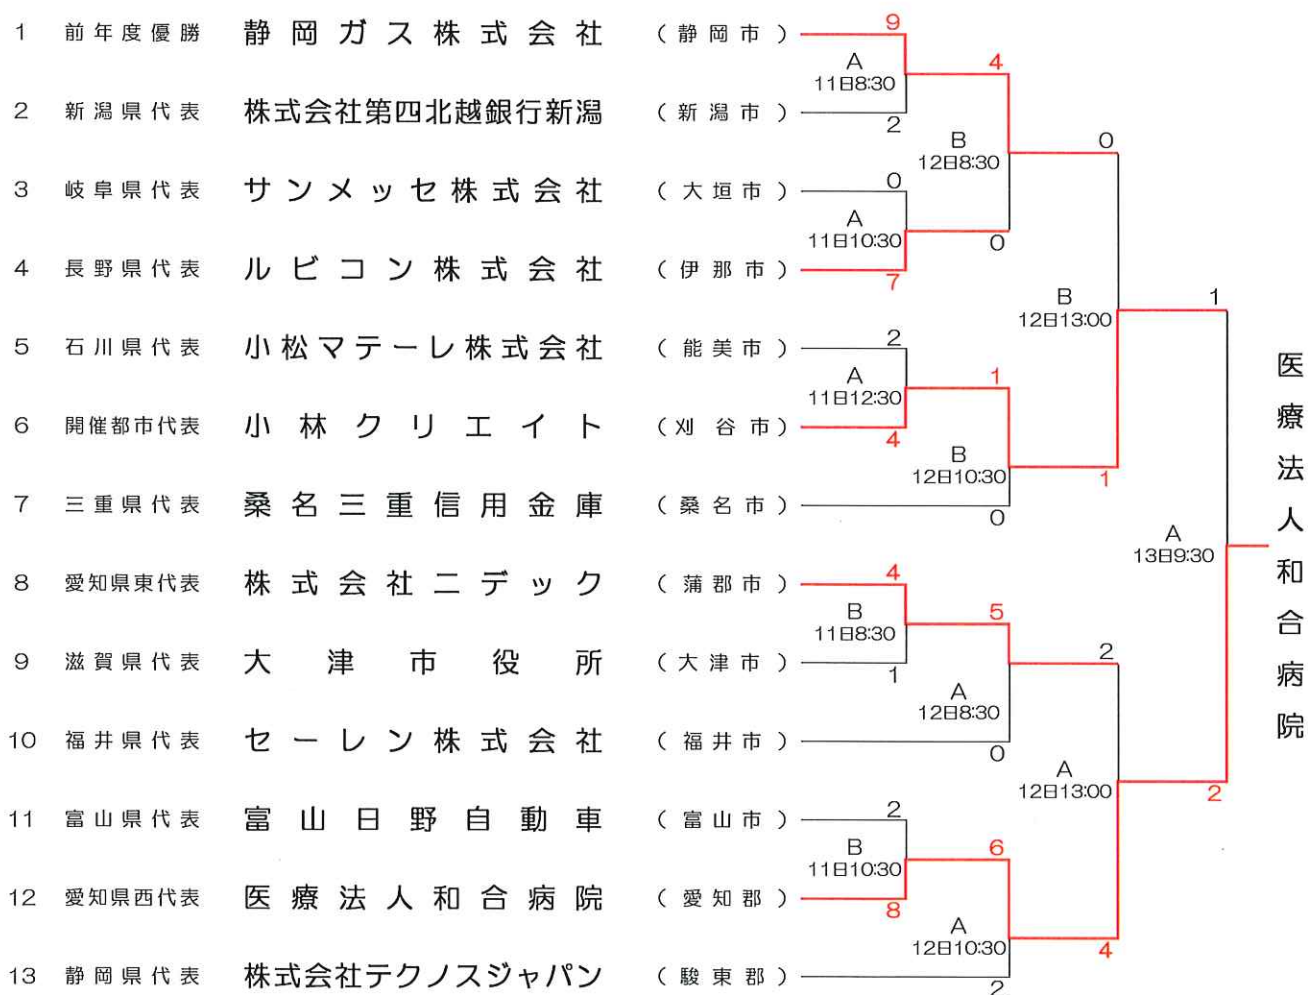 1 前年度優勝 静岡ガス株式会社 (静岡市) 9
A
11日8:30
4
2 新潟県代表 株式会社第四北越銀行新潟 (新潟市) 2
B
12日8:30
0
3 岐阜県代表 サンメッセ株式会社 (大垣市) 0
A
11日10:30
0
4 長野県代表 ルビコン株式会社 (伊那市) 7
B
12日13:00
1
5 石川県代表 小松マテーレ株式会社 (能美市) 2
A
11日12:30
1
6 開催都市代表 小林クリエイト (刈谷市) 4
B
12日10:30
1
7 三重県代表 桑名三重信用金庫 (桑名市) 0
A
13日9:30
8 愛知県東代表 株式会社ニデック (蒲郡市) 4
B
11日8:30
5
9 滋賀県代表 大津市役所 (大津市) 1
2
A
12日8:30
10 福井県代表 セーレン株式会社 (福井市) 0
A
12日13:00
2
11 富山県代表 富山日野自動車 (富山市) 2
B
11日10:30
6
12 愛知県西代表 医療法人和合病院 (愛知郡) 8
A
12日10:30
4
13 静岡県代表 株式会社テクノスジャパン (駿東郡) 2
医療法人和合病院